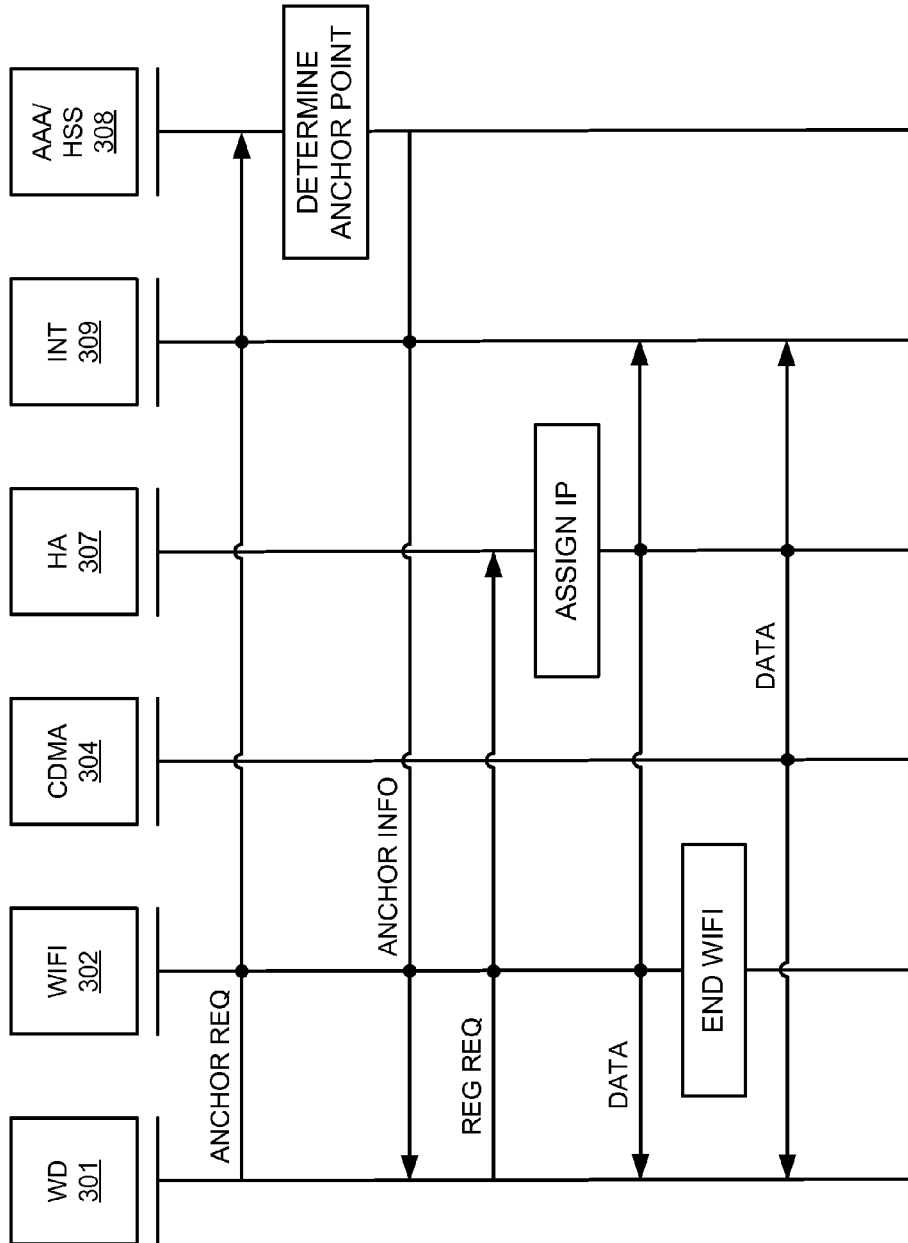 WD
301
WIFI
302
CDMA
304
HA
307
INT
309
AAA/
HSS
308
ANCHOR REQ
DETERMINE
ANCHOR POINT
ANCHOR INFO
REG REQ
ASSIGN IP
DATA
END WIFI
DATA